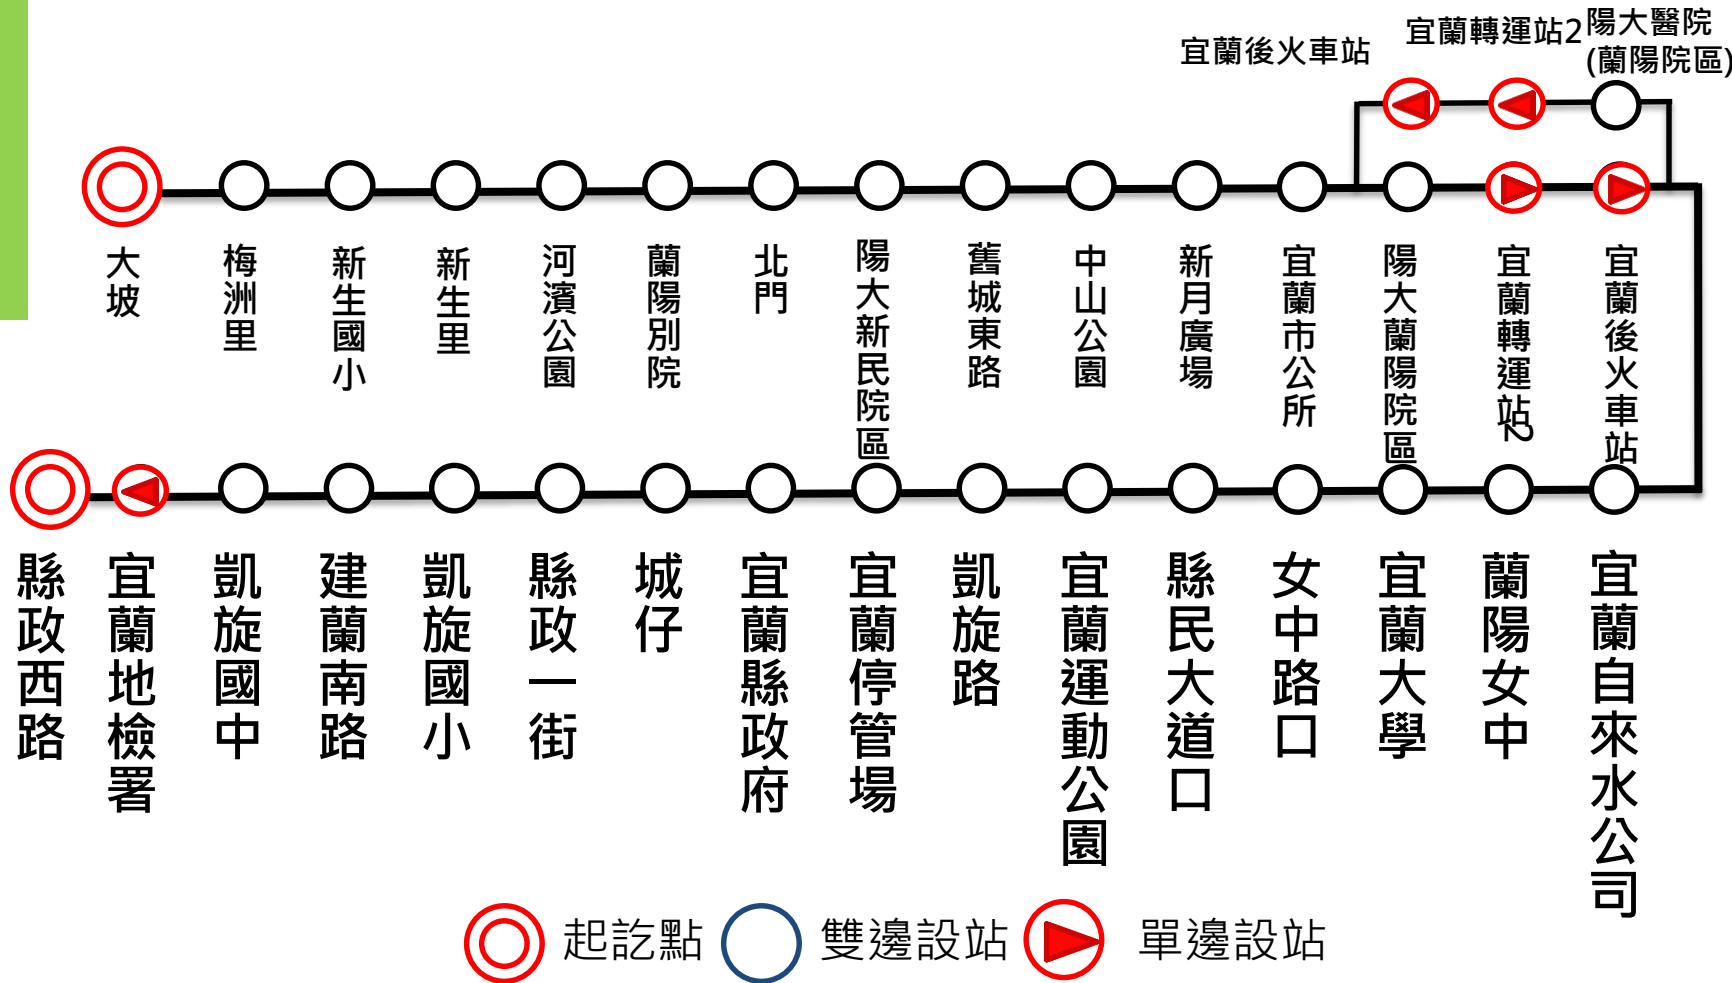 宜蘭後火車站
宜蘭轉運站2
陽大醫院
(蘭陽院區)
大坡
梅洲里
新生國小
新生里
河濱公園
蘭陽別院
北門
陽大新民院區
舊城東路
中山公園
新月廣場
宜蘭市公所
陽大蘭陽院區
宜蘭轉運站2
宜蘭後火車站
縣政西路
宜蘭地檢署
凱旋國中
建蘭南路
凱旋國小
縣政一街
城仔
宜蘭縣政府
宜蘭停管場
凱旋路
宜蘭運動公園
縣民大道口
女中路口
宜蘭大學
蘭陽女中
宜蘭自來水公司
起訖點
雙邊設站
單邊設站